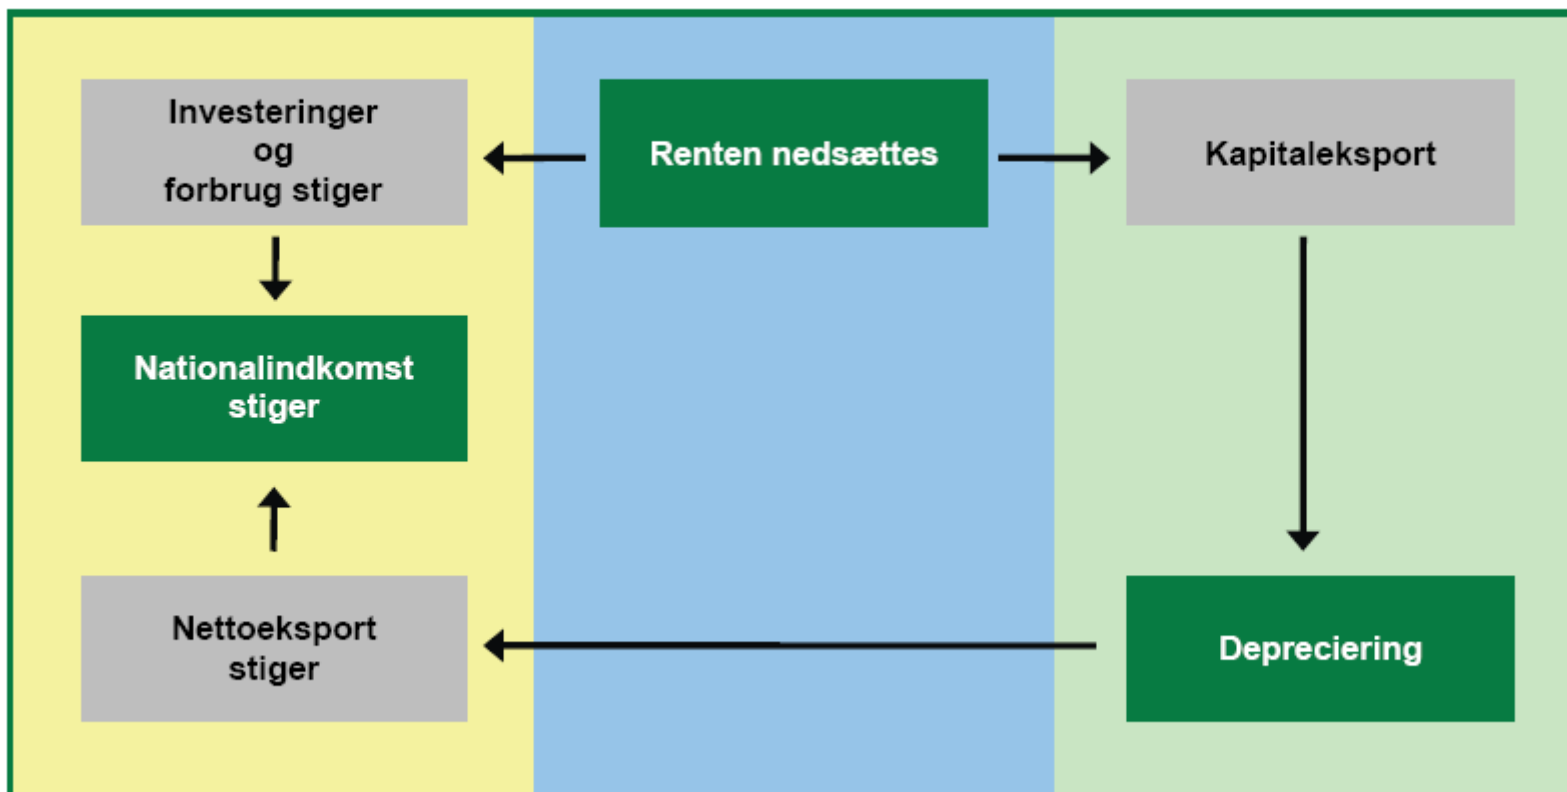 Investeringer
og
forbrug stiger
Renten nedsættes
Kapitaleksport
Nationalindkomst
stiger
Nettoeksport
stiger
Depreciering